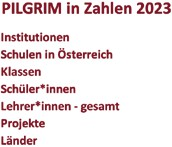 PILGRIM in Zahlen 2023
Institutionen
Schulen in Österreich
Klassen
Schüler*innen
Lehrer*innen - gesamt
Projekte
Länder